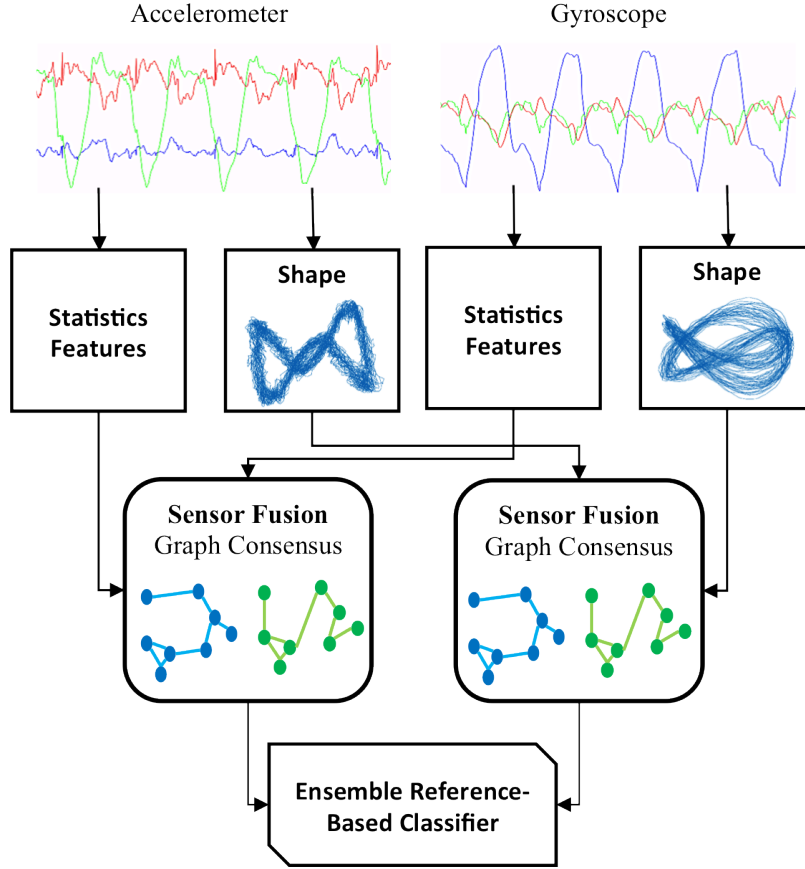 Accelerometer
Gyroscope
Statistics
Features
Shape
Statistics
Features
Shape
Sensor Fusion
Graph Consensus
Sensor Fusion
Graph Consensus
Ensemble Reference-
Based Classifier